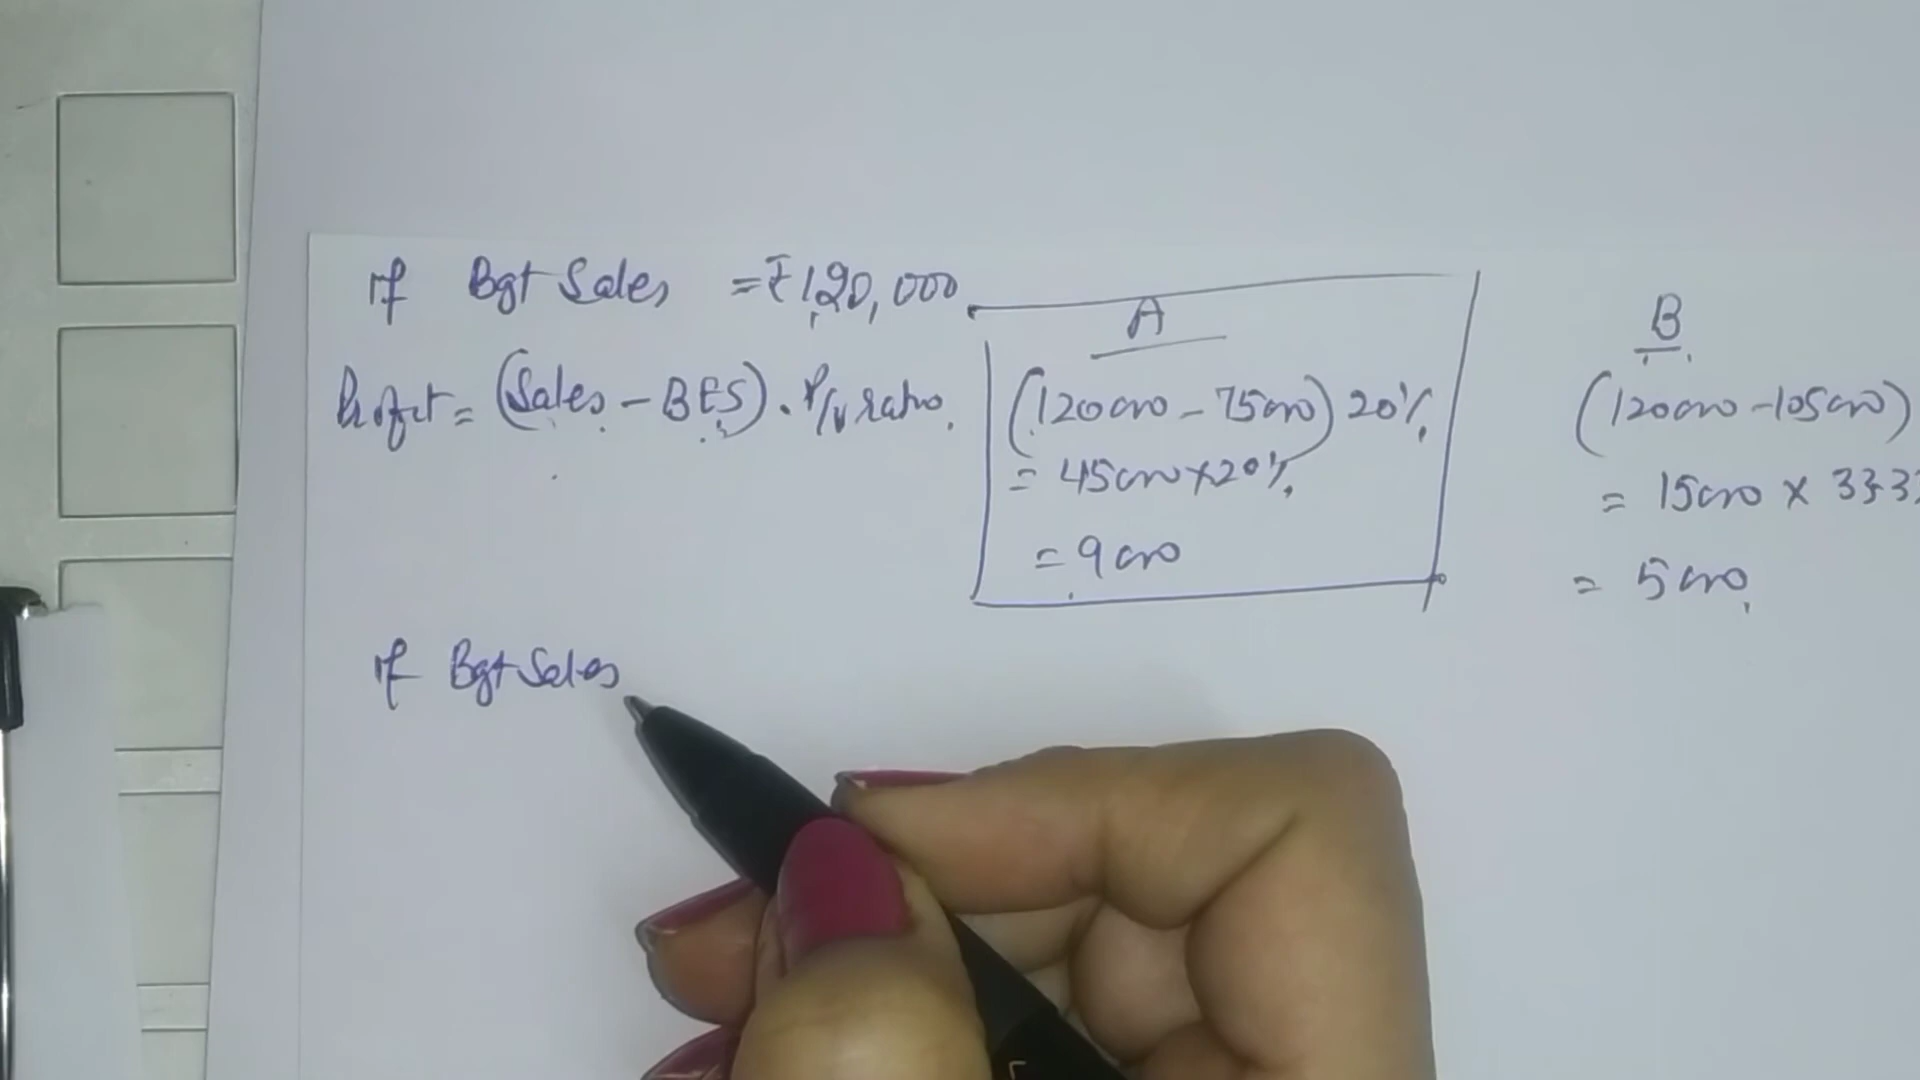 If Bgt Sales = ₹ 1,20,000
Profit = (Sales - BES) . P/V ratio.
A
(120000 - 75000) 20%
= 45000 x 20%
= 9000
B
(120000 - 105000)
= 15000 x 33.33
= 5000
If Bgt Sales